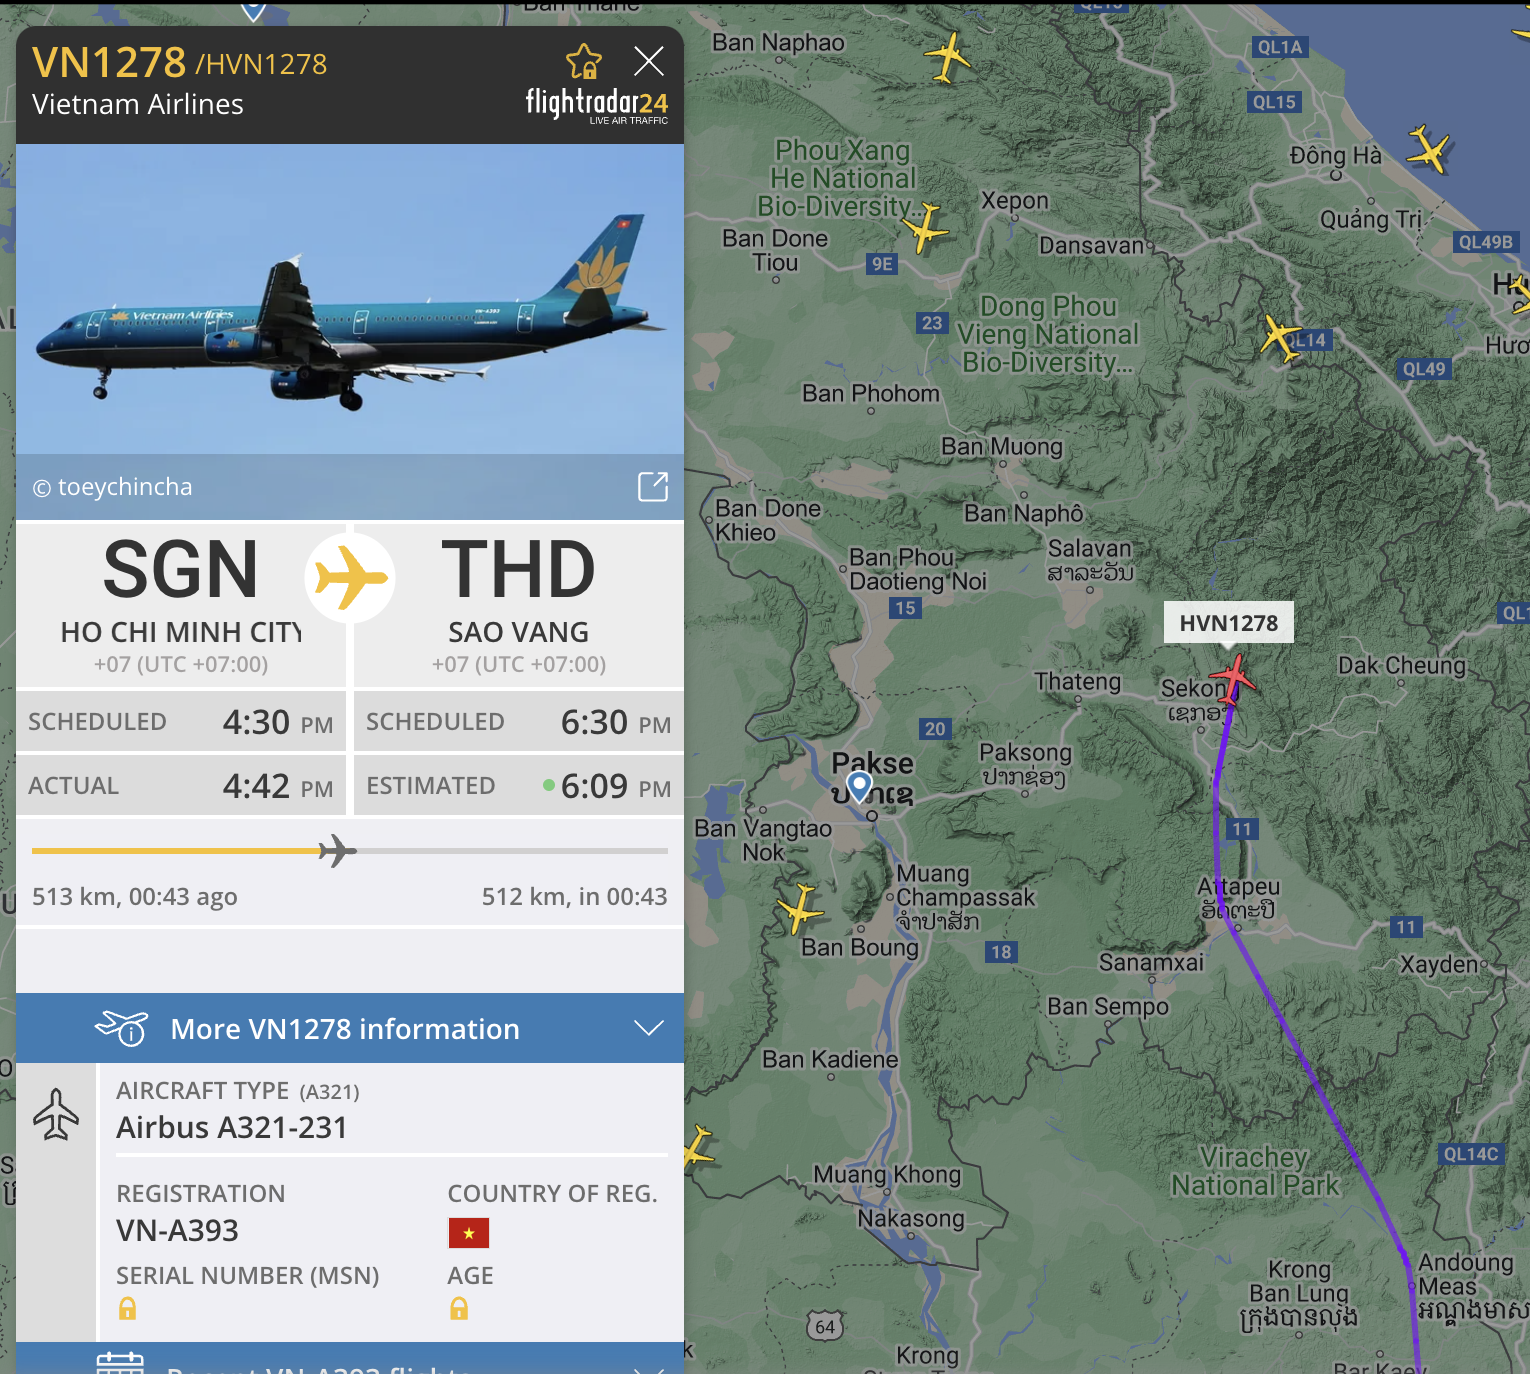 VN1278 /HVN1278
Vietnam Airlines
flightradar24
LIVE AIR TRAFFIC
Vietnam Airlines
VN-A393
© toeychincha
SGN
THD
HO CHI MINH CITY
SAO VANG
+07 (UTC +07:00)
+07 (UTC +07:00)
SCHEDULED 4:30 PM
SCHEDULED 6:30 PM
ACTUAL 4:42 PM
ESTIMATED 6:09 PM
513 km, 00:43 ago
512 km, in 00:43
More VN1278 information
AIRCRAFT TYPE (A321)
Airbus A321-231
REGISTRATION
VN-A393
COUNTRY OF REG.
SERIAL NUMBER (MSN)
AGE
Ban Naphao
QL1A
QL15
Phou Xang
He National
Bio-Diversity...
Đông Hà
Xepon
Quảng Trị
Ban Done
Tiou
Dansavan
QL49B
9E
23
Dong Phou
Vieng National
Bio-Diversity...
QL14
QL49
Ban Phohom
Ban Muong
Ban Done
Khieo
Ban Naphô
Salavan
ສາລະວັນ
Ban Phou
Daotieng Noi
15
HVN1278
Thateng
Sekong
ເຊກອງ
Dak Cheung
20
Pakse
ປາກເຊ
Paksong
ປາກຊ່ອງ
Ban Vangtao
Nok
11
Muang
Champassak
ຈຳປາສັກ
Attapeu
ອັດຕະປື
Ban Boung
18
11
Sanamxai
Xayden
Ban Sempo
Ban Kadiene
Virachey
National Park
QL14C
Muang Khong
Nakasong
Krong
Ban Lung
ក្រុងបានលុង
Andoung
Meas
64
Krong
Bar Kaev